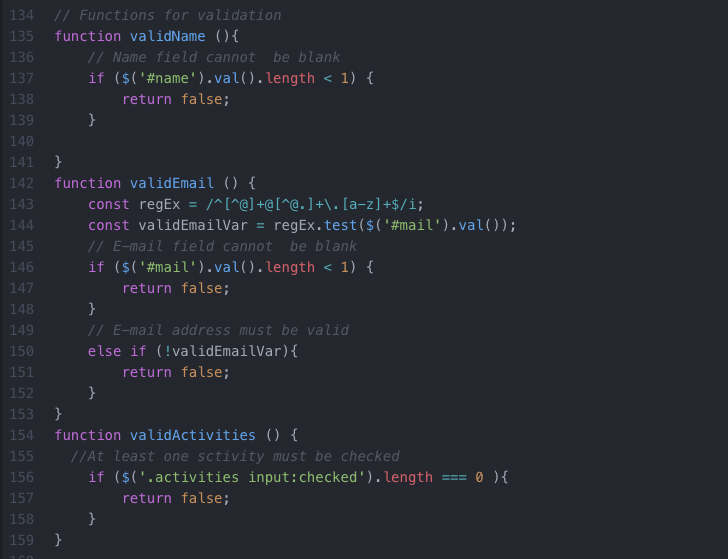 134 // Functions for validation
135 function validName (){
136     // Name field cannot  be blank
137     if ($('#name').val().length < 1) {
138         return false;
139     }
140
141 }
142 function validEmail () {
143     const regEx = /^[^@]+@[^@.]+\.[a-z]+$/i;
144     const validEmailVar = regEx.test($('#mail').val());
145     // E-mail field cannot  be blank
146     if ($('#mail').val().length < 1) {
147         return false;
148     }
149     // E-mail address must be valid
150     else if (!validEmailVar){
151         return false;
152     }
153 }
154 function validActivities () {
155   //At least one sctivity must be checked
156     if ($('.activities input:checked').length === 0 ){
157         return false;
158     }
159 }